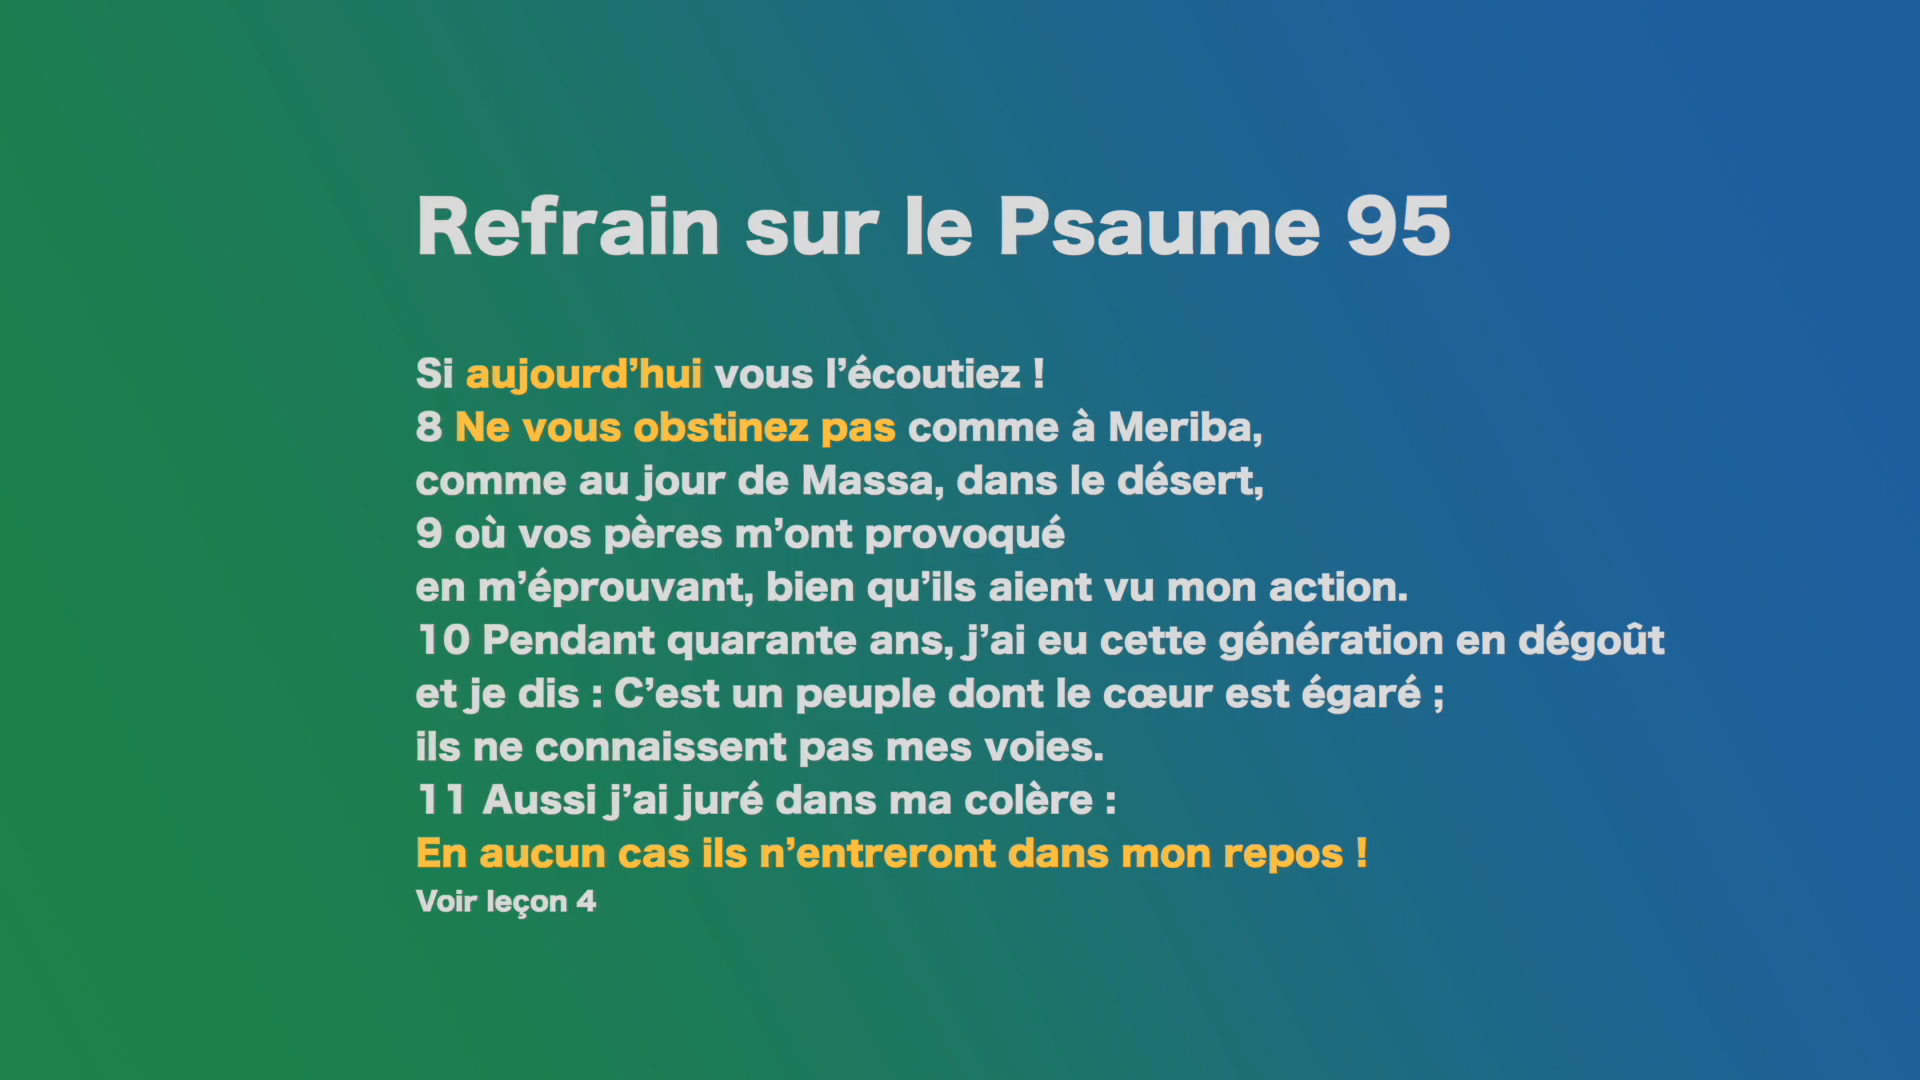 Refrain sur le Psaume 95
Si aujourd’hui vous l’écoutiez !
8 Ne vous obstinez pas comme à Meriba,
comme au jour de Massa, dans le désert,
9 où vos pères m’ont provoqué
en m’éprouvant, bien qu’ils aient vu mon action.
10 Pendant quarante ans, j’ai eu cette génération en dégoût
et je dis : C’est un peuple dont le cœur est égaré ;
ils ne connaissent pas mes voies.
11 Aussi j’ai juré dans ma colère :
En aucun cas ils n’entreront dans mon repos !
Voir leçon 4